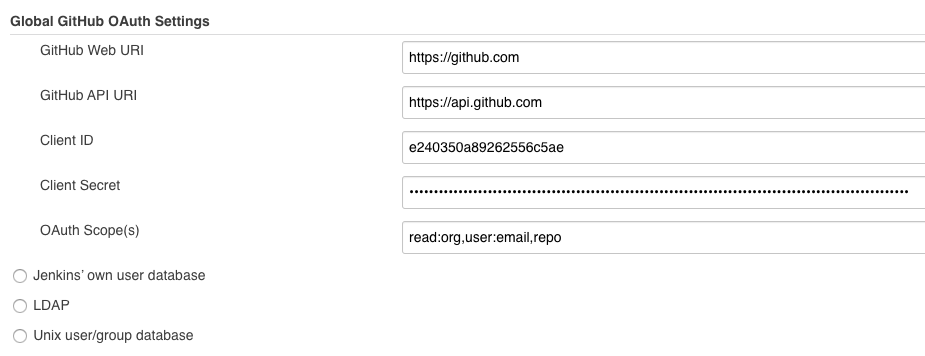 Global GitHub OAuth Settings
GitHub Web URI
https://github.com
GitHub API URI
https://api.github.com
Client ID
e240350a89262556c5ae
Client Secret
OAuth Scope(s)
read:org,user:email,repo
Jenkins' own user database
LDAP
Unix user/group database